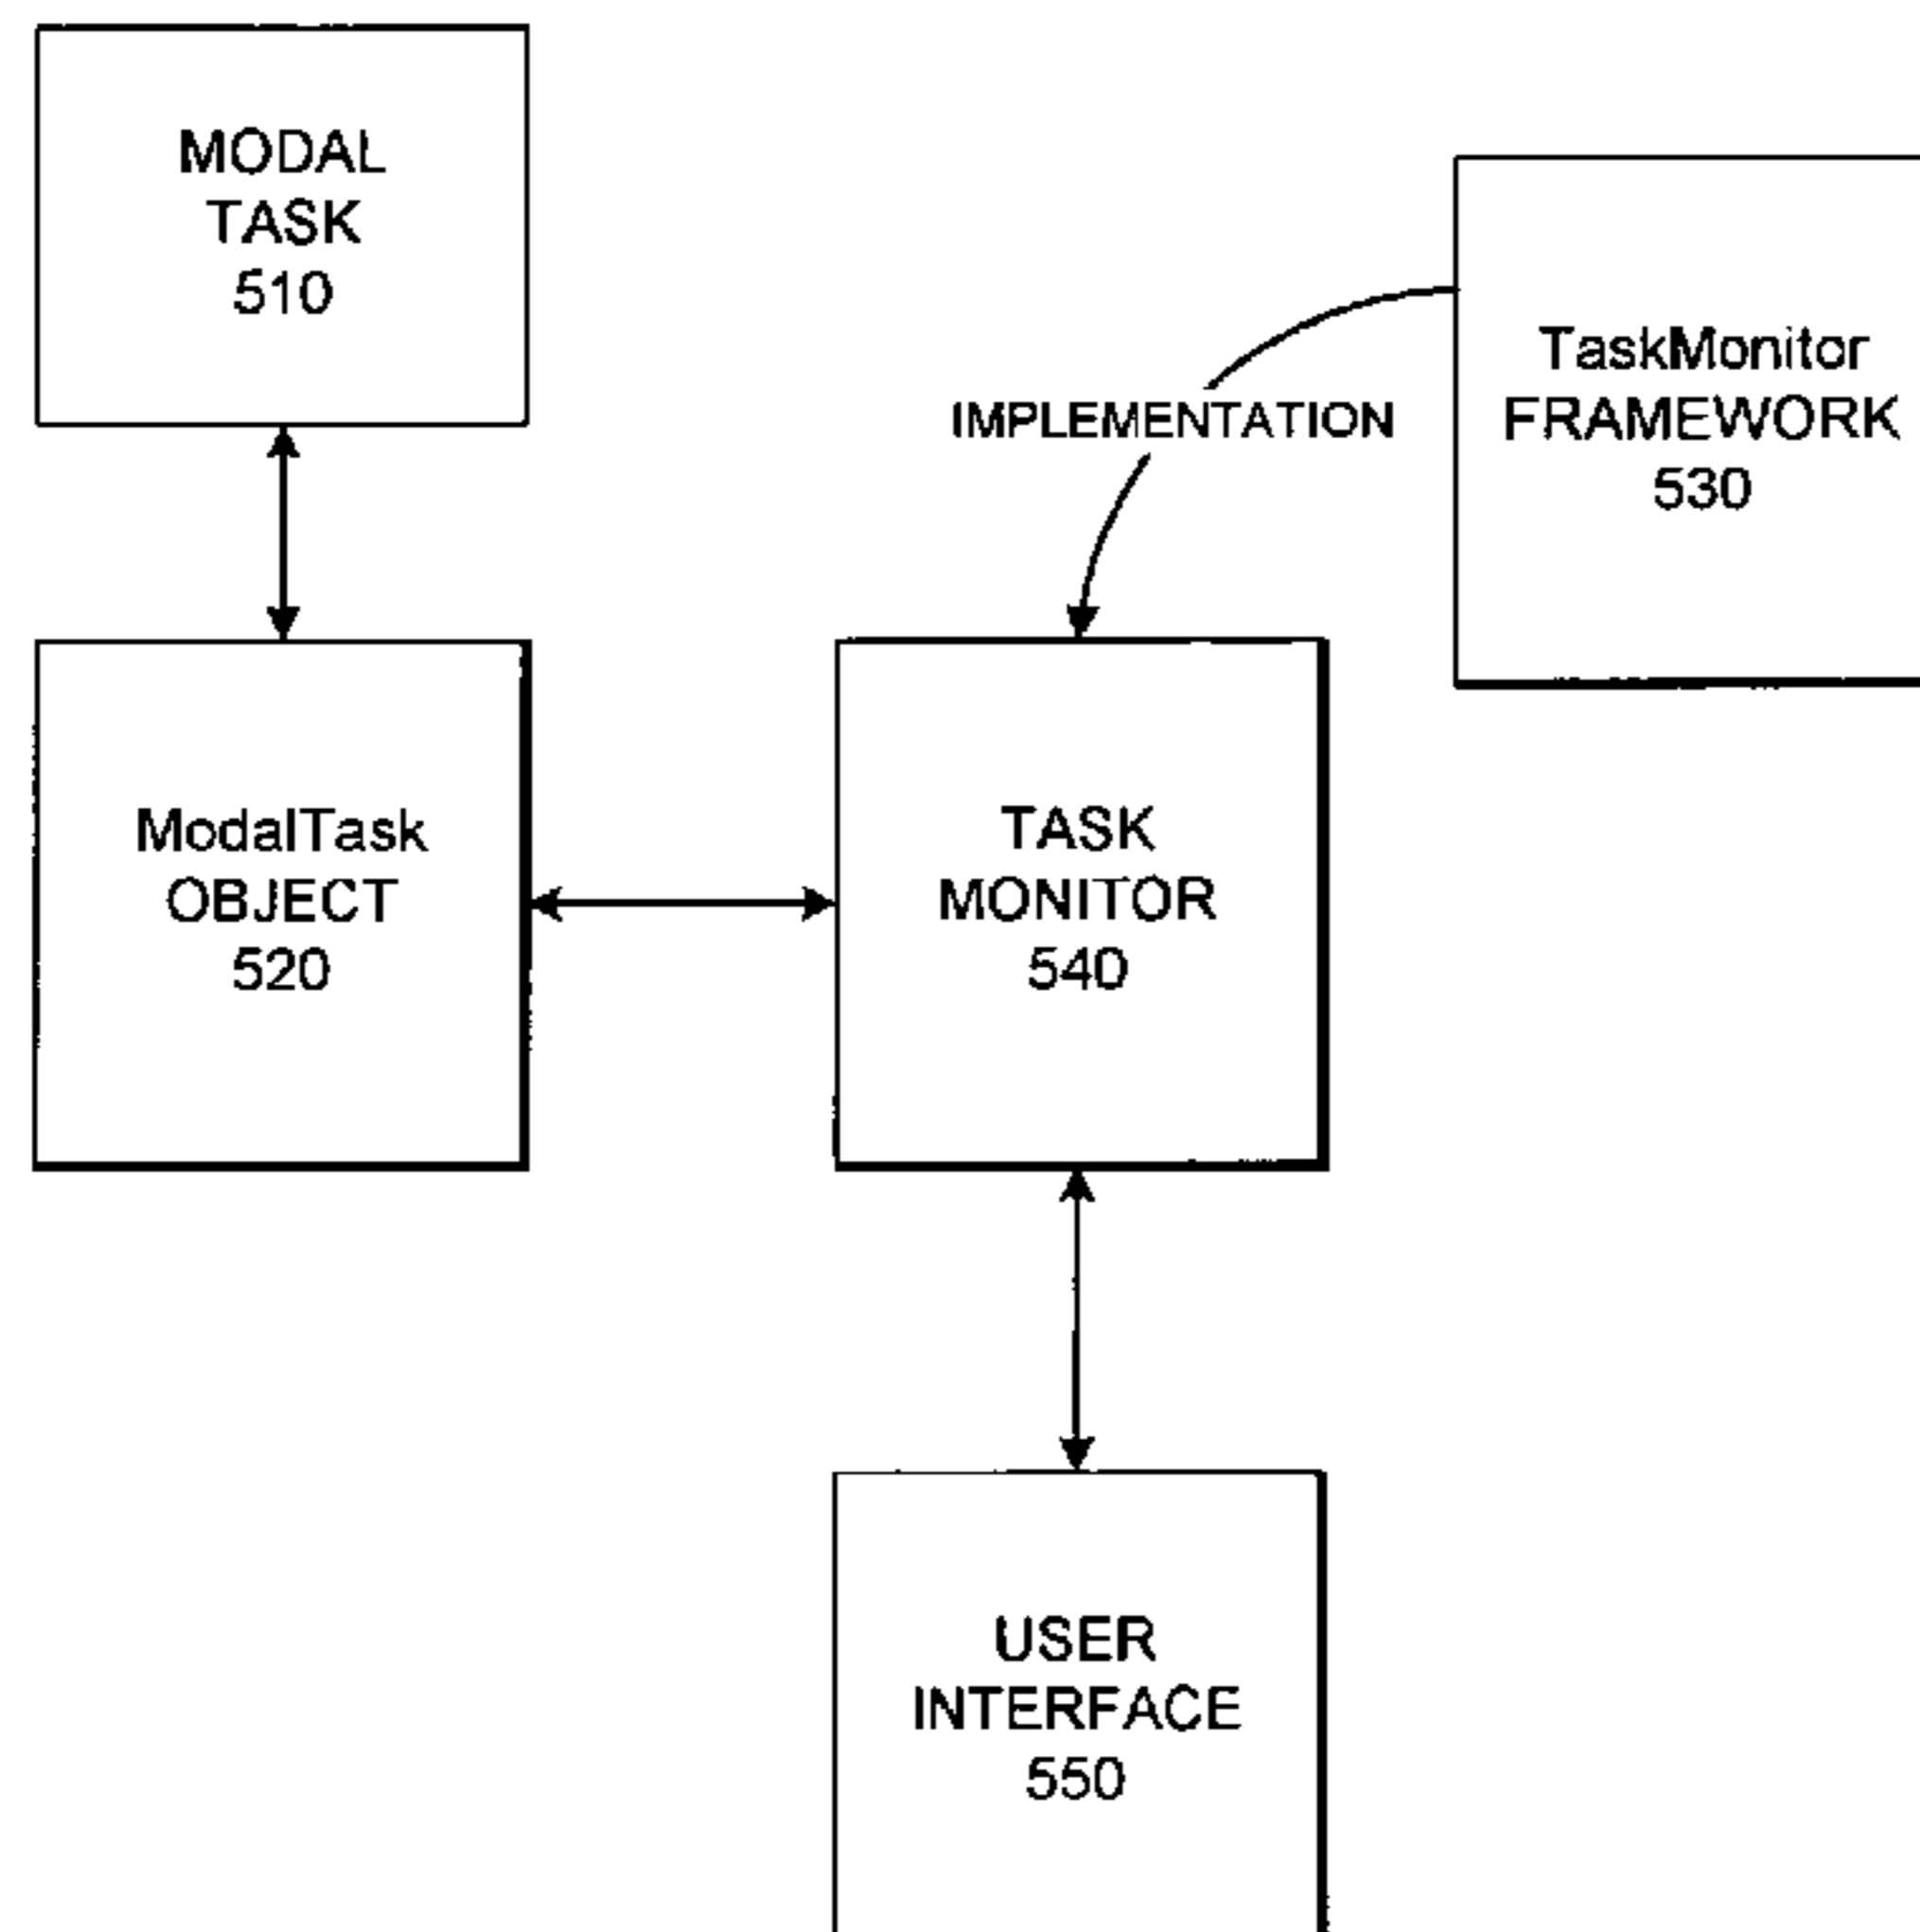 MODAL
TASK
510
TaskMonitor
FRAMEWORK
530
IMPLEMENTATION
ModalTask
OBJECT
520
TASK
MONITOR
540
USER
INTERFACE
550